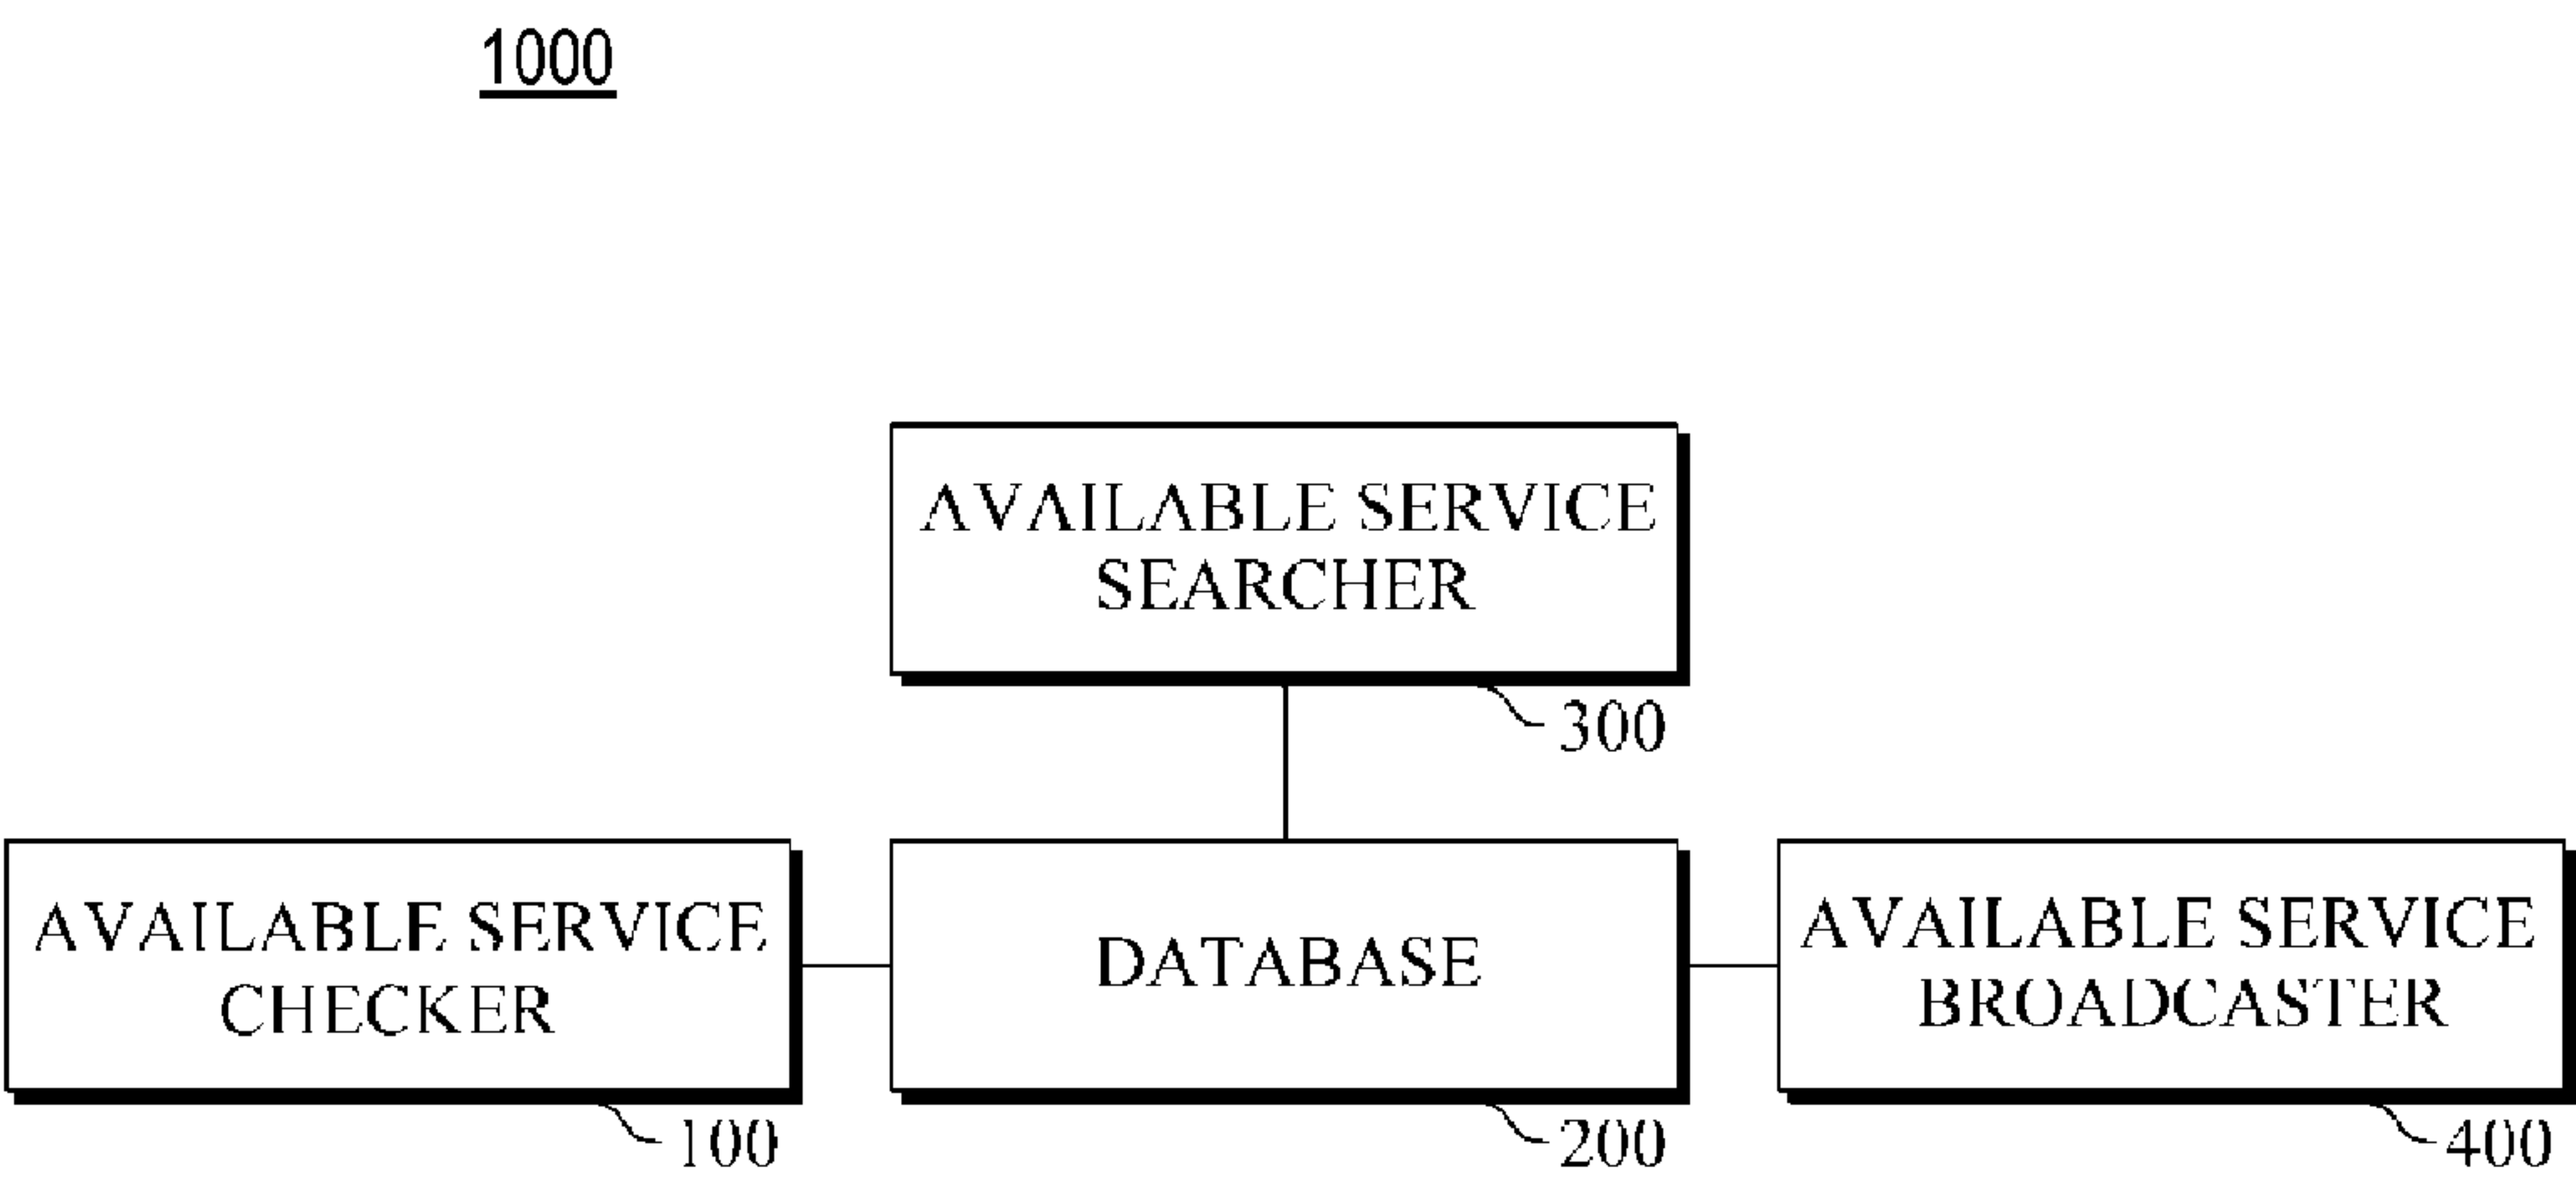 1000
AVAILABLE SERVICE
SEARCHER
300
AVAILABLE SERVICE
CHECKER
100
DATABASE
200
AVAILABLE SERVICE
BROADCASTER
400